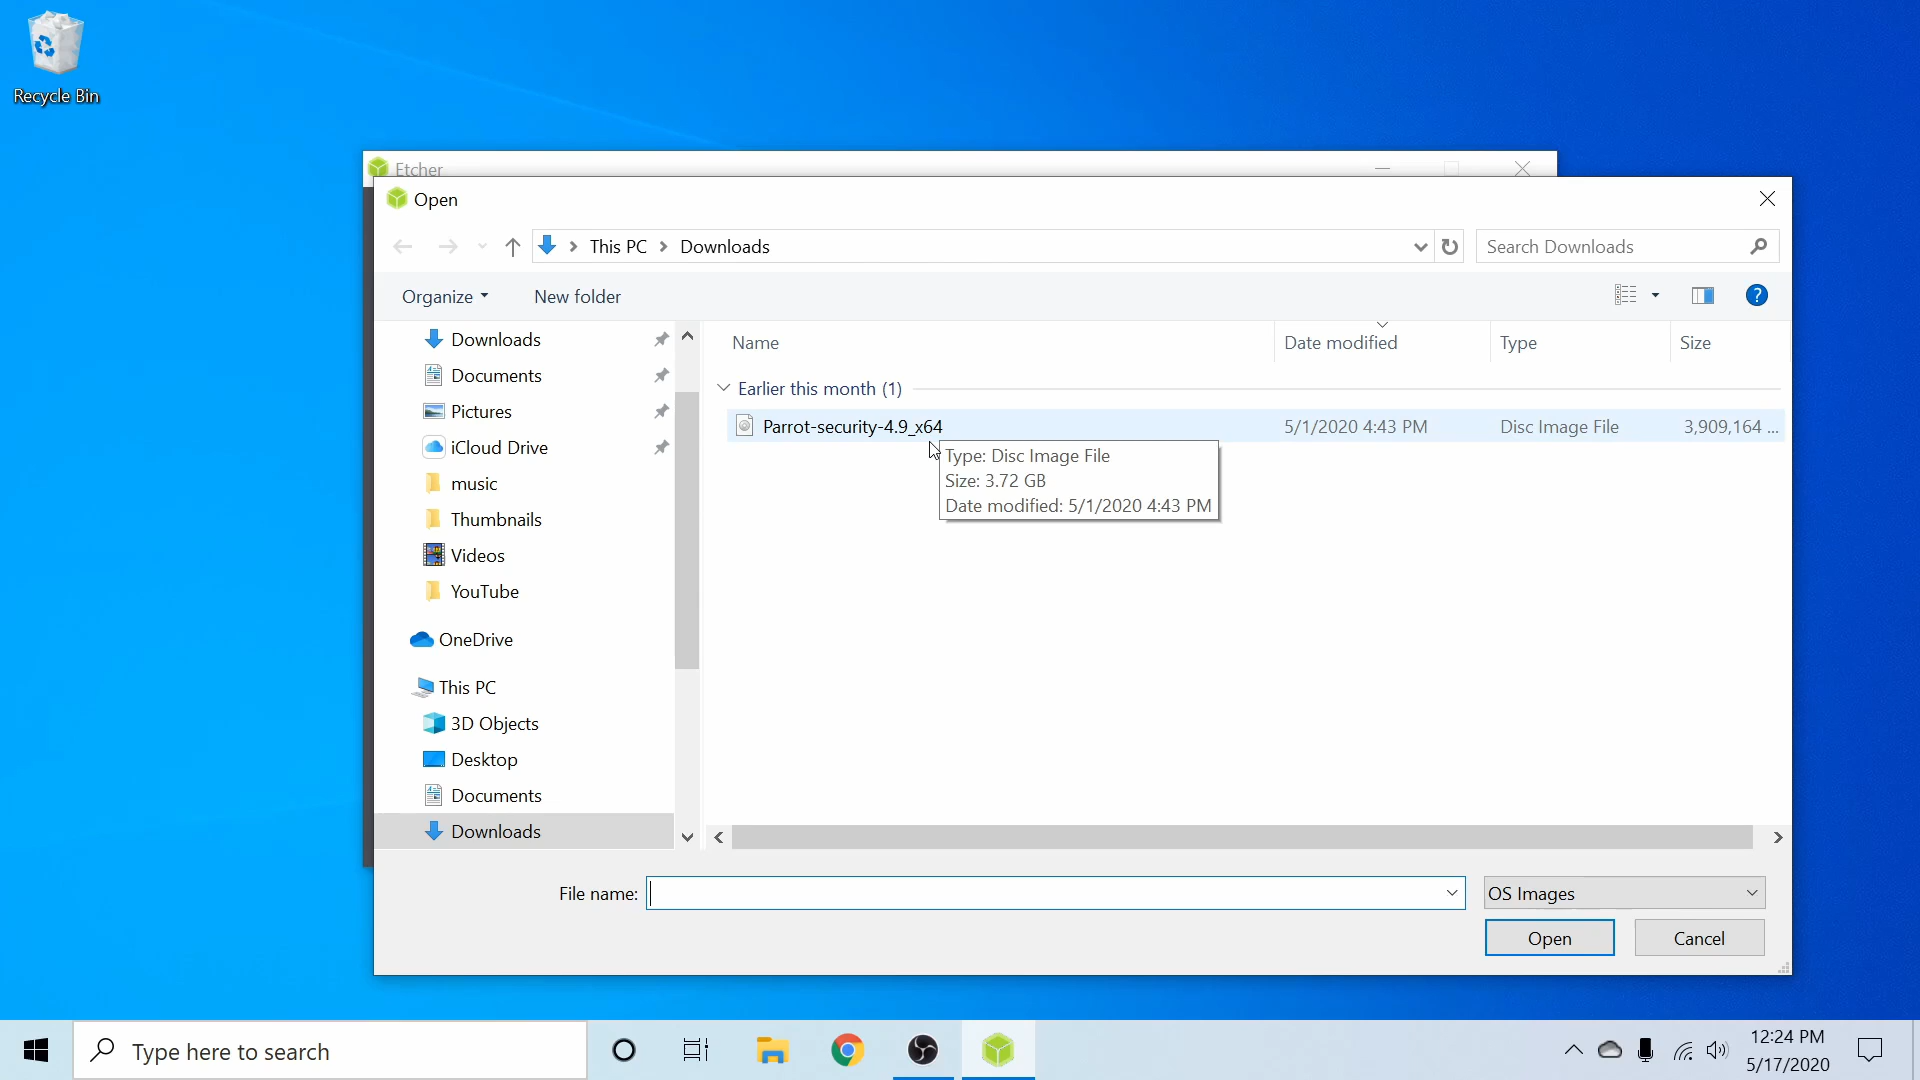 Recycle Bin
Etcher
Open
This PC > Downloads
Search Downloads
Organize
New folder
Name
Date modified
Type
Size
Earlier this month (1)
Parrot-security-4.9_x64
5/1/2020 4:43 PM
Disc Image File
3,909,164 ...
Type: Disc Image File
Size: 3.72 GB
Date modified: 5/1/2020 4:43 PM
Downloads
Documents
Pictures
iCloud Drive
music
Thumbnails
Videos
YouTube
OneDrive
This PC
3D Objects
Desktop
Documents
Downloads
File name:
OS Images
Open
Cancel
Type here to search
12:24 PM
5/17/2020